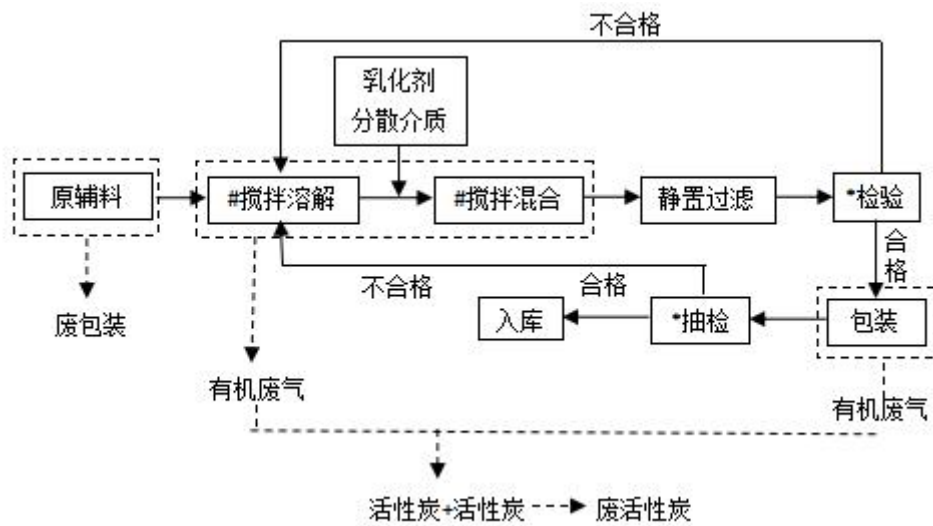 不合格
乳化剂
分散介质
原辅料
#搅拌溶解
#搅拌混合
静置过滤
*检验
合格
不合格
合格
入库
*抽检
包装
废包装
有机废气
有机废气
活性炭+活性炭
废活性炭